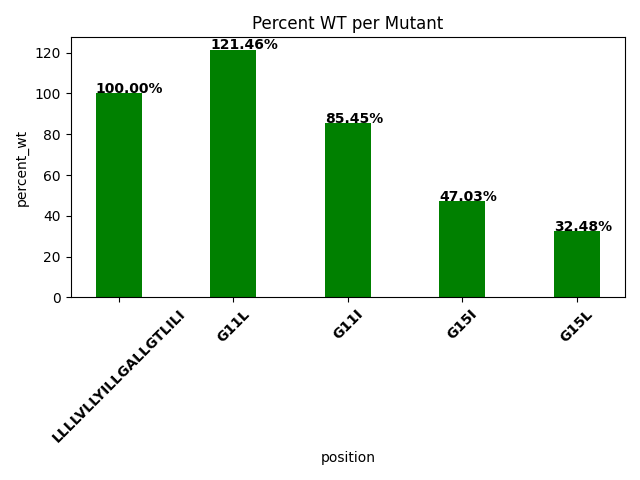 Percent WT per Mutant
percent_wt
120
100
80
60
40
20
0
100.00%
121.46%
85.45%
47.03%
32.48%
LLLLVLLYILLGALLGTLILI
G11L
G11I
G15I
G15L
position